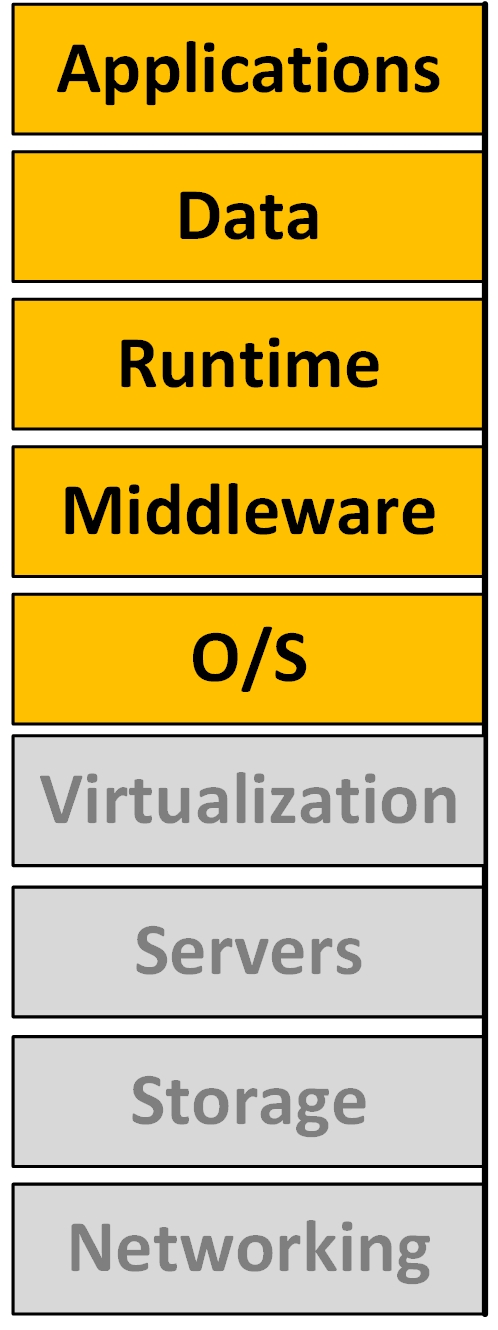 Applications
Data
Runtime
Middleware
O/S
Virtualization
Servers
Storage
Networking